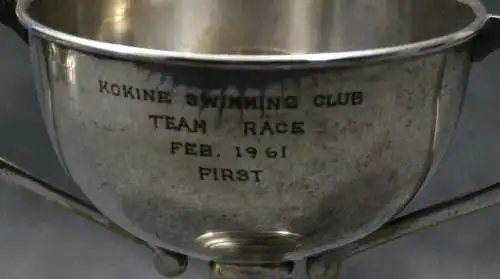 KOKINE SWIMMING CLUB
TEAM RACE
FEB. 1961
FIRST